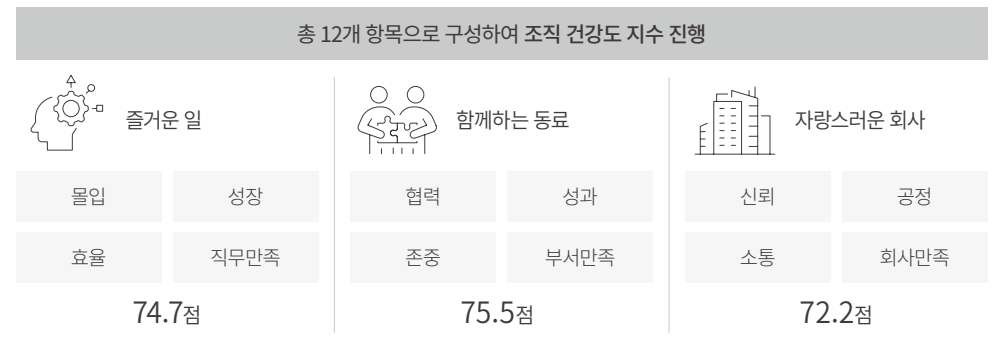 총 12개 항목으로 구성하여 조직 건강도 지수 진행
즐거운 일
몰입
성장
효율
직무만족
74.7점
함께하는 동료
협력
성과
존중
부서만족
75.5점
자랑스러운 회사
신뢰
공정
소통
회사만족
72.2점